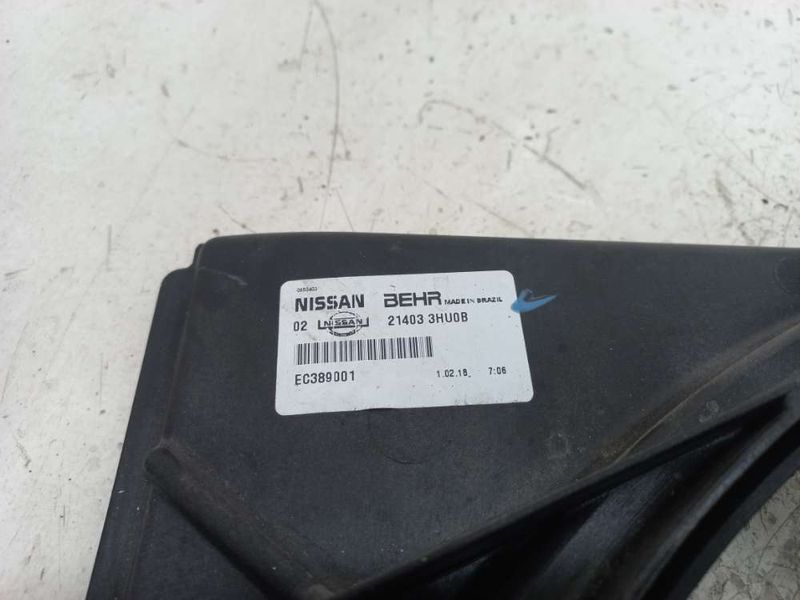 NISSAN BEHR MADE IN BRAZIL
02 NISSAN 21403 3HU0B
EC389001 1.02.18 7:06